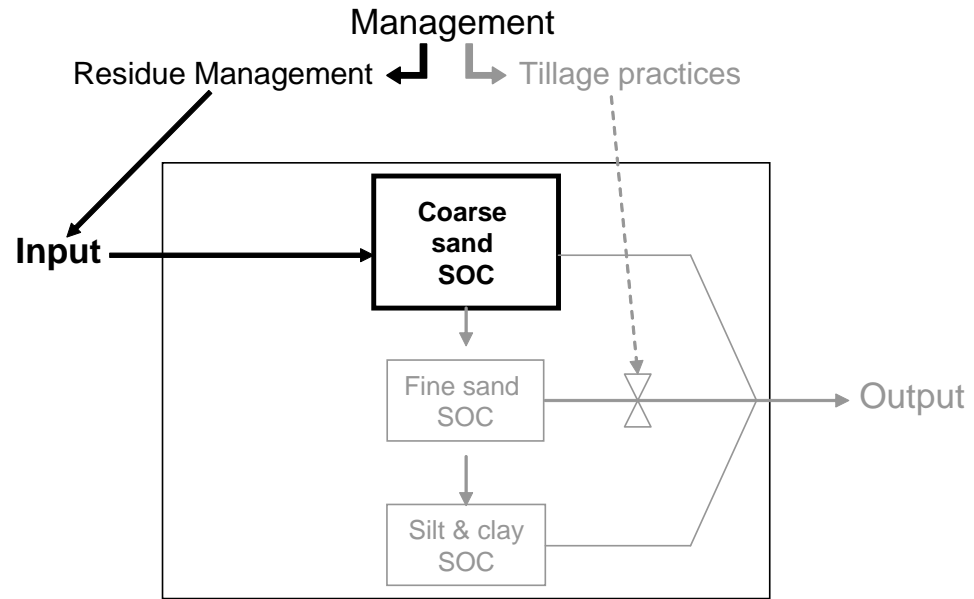 Management
Residue Management
Tillage practices
Coarse
sand
SOC
Input
Fine sand
SOC
Output
Silt & clay
SOC